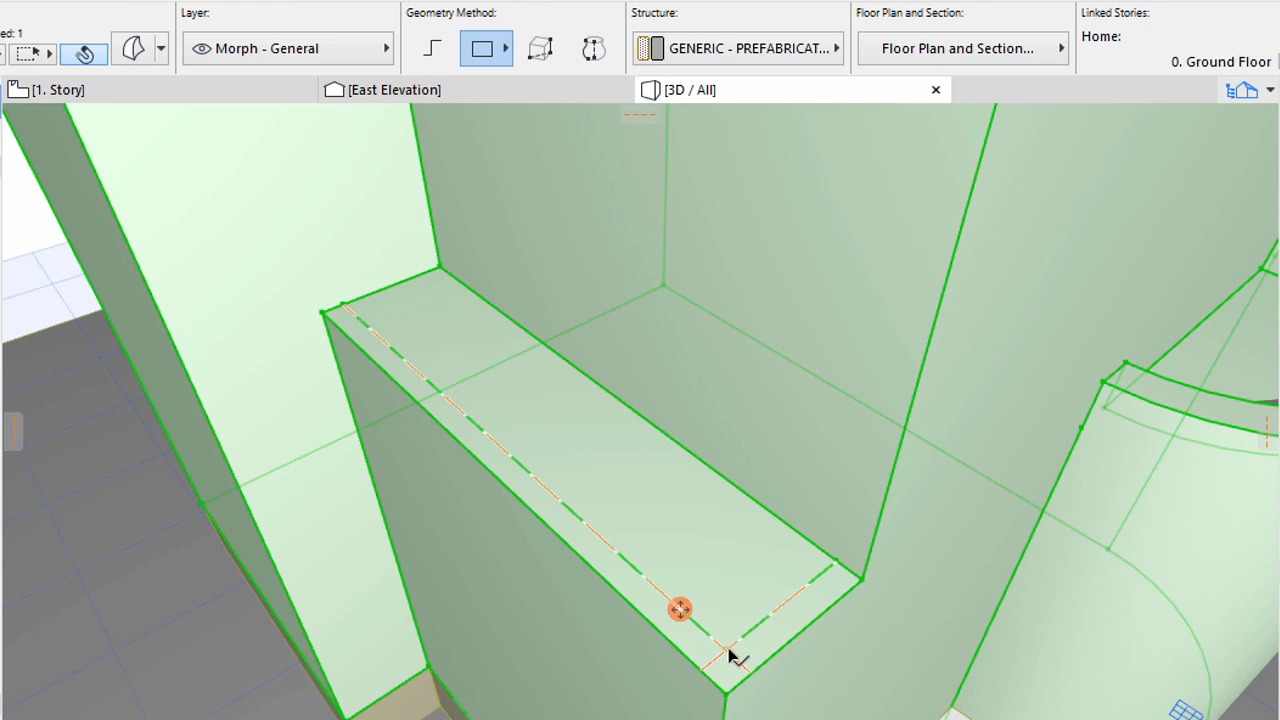 ed: 1
Layer:
Morph - General
Geometry Method:
Structure:
GENERIC - PREFABRICAT...
Floor Plan and Section:
Floor Plan and Section...
Linked Stories:
Home:
0. Ground Floor
[1. Story]
[East Elevation]
[3D / All]